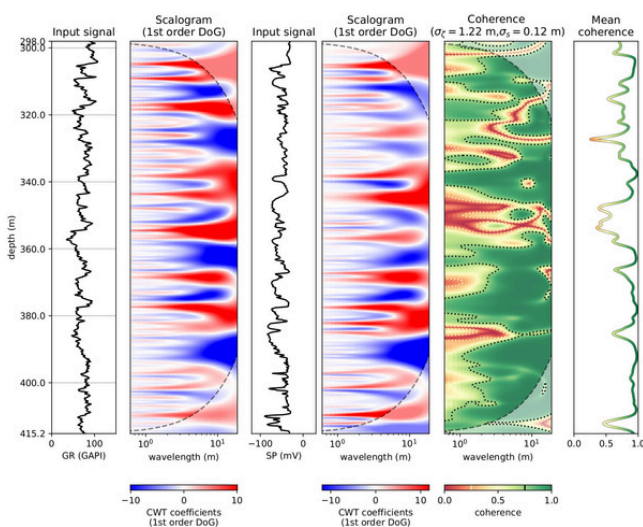 Input signal
Scalogram
(1st order DoG)
Input signal
Scalogram
(1st order DoG)
Coherence
(σζ = 1.22 m,σs = 0.12 m)
Mean
coherence
298.0
300.0
320.0
340.0
360.0
380.0
400.0
415.2
depth (m)
0 100
GR (GAPI)
10⁰ 10¹
wavelength (m)
−100 0
SP (mV)
10⁰ 10¹
wavelength (m)
10⁰ 10¹
wavelength (m)
0.0 0.5 1.0
−10 0 10
CWT coefficients
(1st order DoG)
−10 0 10
CWT coefficients
(1st order DoG)
0.0 0.5 1.0
coherence